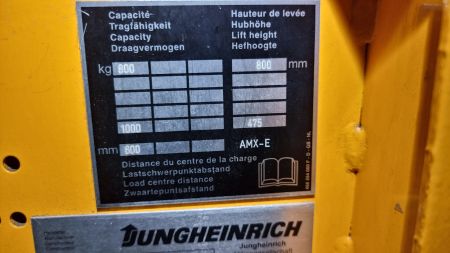 Capacité
Tragfähigkeit
Capacity
Draagvermogen
Hauteur de levée
Hubhöhe
Lift height
Hefhoogte
kg 800 800 mm
1000 475
mm 600 AMX-E
Distance du centre de la charge
Lastschwerpunktabstand
Load centre distance
Zwaartepuntsafstand
JUNGHEINRICH
Jungheinrich